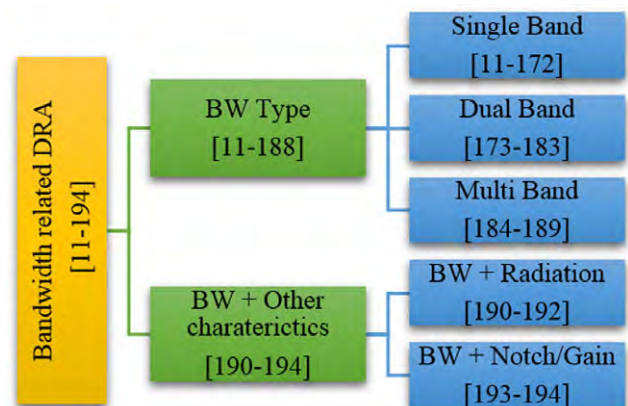 Bandwidth related DRA
[11-194]
BW Type
[11-188]
Single Band
[11-172]
Dual Band
[173-183]
Multi Band
[184-189]
BW + Other
charaterictics
[190-194]
BW + Radiation
[190-192]
BW + Notch/Gain
[193-194]